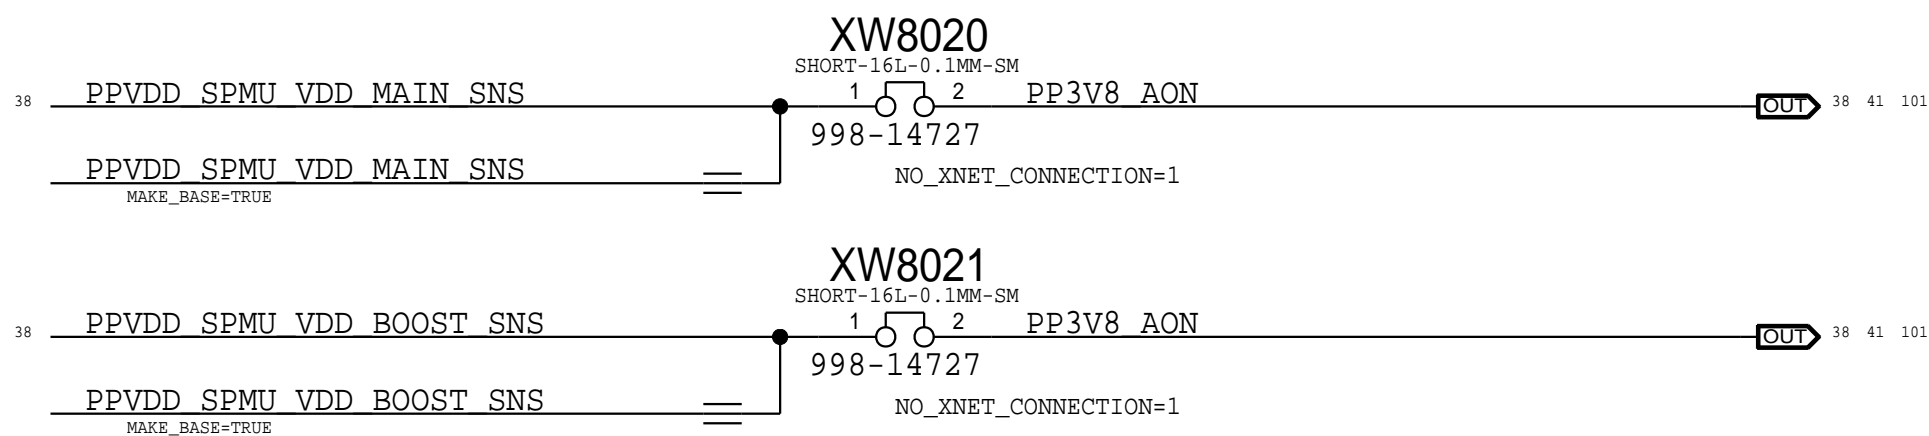 XW8020
SHORT-16L-0.1MM-SM
38 PPVDD_SPMU_VDD_MAIN_SNS 1 2 PP3V8_AON OUT 38 41 101
998-14727
PPVDD_SPMU_VDD_MAIN_SNS NO_XNET_CONNECTION=1
MAKE_BASE=TRUE
XW8021
SHORT-16L-0.1MM-SM
38 PPVDD_SPMU_VDD_BOOST_SNS 1 2 PP3V8_AON OUT 38 41 101
998-14727
PPVDD_SPMU_VDD_BOOST_SNS NO_XNET_CONNECTION=1
MAKE_BASE=TRUE